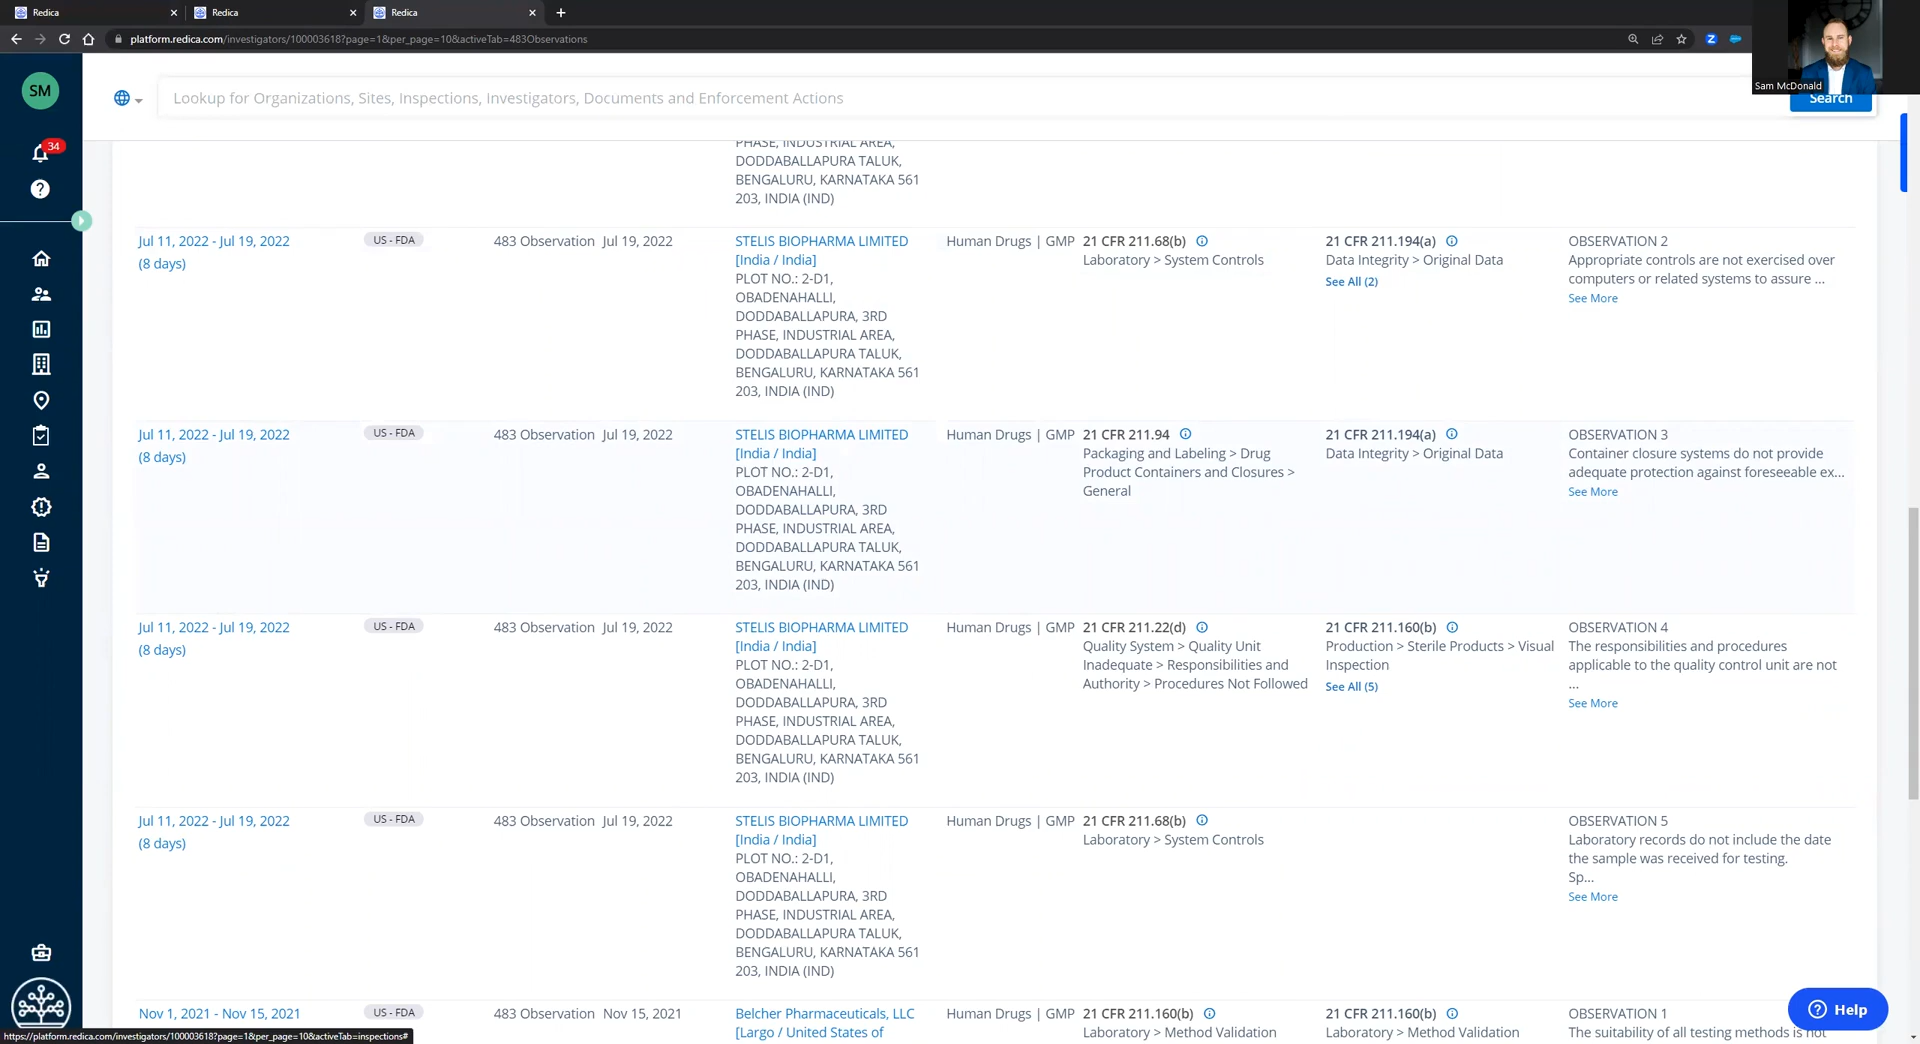 Redica
Redica
Redica
platform.redica.com/investigators/100003618?page=1&per_page=10&activeTab=483Observations
Sam McDonald
SM
34
Lookup for Organizations, Sites, Inspections, Investigators, Documents and Enforcement Actions
Search
PHASE, INDUSTRIAL AREA,
DODDABALLAPURA TALUK,
BENGALURU, KARNATAKA 561
203, INDIA (IND)
Jul 11, 2022 - Jul 19, 2022
(8 days)
US - FDA
483 Observation
Jul 19, 2022
STELIS BIOPHARMA LIMITED
[India / India]
PLOT NO.: 2-D1,
OBADENAHALLI,
DODDABALLAPURA, 3RD
PHASE, INDUSTRIAL AREA,
DODDABALLAPURA TALUK,
BENGALURU, KARNATAKA 561
203, INDIA (IND)
Human Drugs | GMP
21 CFR 211.68(b)
Laboratory > System Controls
21 CFR 211.194(a)
Data Integrity > Original Data
See All (2)
OBSERVATION 2
Appropriate controls are not exercised over
computers or related systems to assure ...
See More
Jul 11, 2022 - Jul 19, 2022
(8 days)
US - FDA
483 Observation
Jul 19, 2022
STELIS BIOPHARMA LIMITED
[India / India]
PLOT NO.: 2-D1,
OBADENAHALLI,
DODDABALLAPURA, 3RD
PHASE, INDUSTRIAL AREA,
DODDABALLAPURA TALUK,
BENGALURU, KARNATAKA 561
203, INDIA (IND)
Human Drugs | GMP
21 CFR 211.94
Packaging and Labeling > Drug
Product Containers and Closures >
General
21 CFR 211.194(a)
Data Integrity > Original Data
OBSERVATION 3
Container closure systems do not provide
adequate protection against foreseeable ex...
See More
Jul 11, 2022 - Jul 19, 2022
(8 days)
US - FDA
483 Observation
Jul 19, 2022
STELIS BIOPHARMA LIMITED
[India / India]
PLOT NO.: 2-D1,
OBADENAHALLI,
DODDABALLAPURA, 3RD
PHASE, INDUSTRIAL AREA,
DODDABALLAPURA TALUK,
BENGALURU, KARNATAKA 561
203, INDIA (IND)
Human Drugs | GMP
21 CFR 211.22(d)
Quality System > Quality Unit
Inadequate > Responsibilities and
Authority > Procedures Not Followed
21 CFR 211.160(b)
Production > Sterile Products > Visual
Inspection
See All (5)
OBSERVATION 4
The responsibilities and procedures
applicable to the quality control unit are not
...
See More
Jul 11, 2022 - Jul 19, 2022
(8 days)
US - FDA
483 Observation
Jul 19, 2022
STELIS BIOPHARMA LIMITED
[India / India]
PLOT NO.: 2-D1,
OBADENAHALLI,
DODDABALLAPURA, 3RD
PHASE, INDUSTRIAL AREA,
DODDABALLAPURA TALUK,
BENGALURU, KARNATAKA 561
203, INDIA (IND)
Human Drugs | GMP
21 CFR 211.68(b)
Laboratory > System Controls
OBSERVATION 5
Laboratory records do not include the date
the sample was received for testing.
Sp...
See More
Nov 1, 2021 - Nov 15, 2021
US - FDA
483 Observation
Nov 15, 2021
Belcher Pharmaceuticals, LLC
[Largo / United States of
Human Drugs | GMP
21 CFR 211.160(b)
Laboratory > Method Validation
21 CFR 211.160(b)
Laboratory > Method Validation
OBSERVATION 1
The suitability of all testing methods is not
Help
https://platform.redica.com/investigators/100003618?page=1&per_page=10&activeTab=inspections#